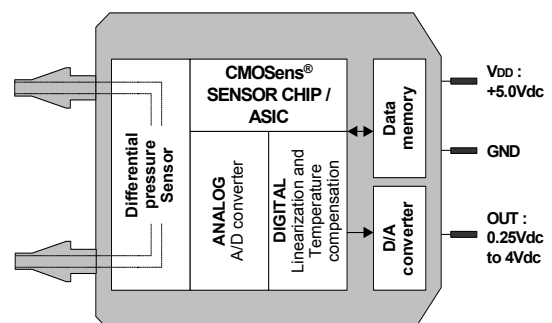 CMOSens®
SENSOR CHIP /
ASIC
Differential
pressure
Sensor
ANALOG
A/D converter
DIGITAL
Linearization and
Temperature
compensation
Data
memory
D/A
converter
VDD :
+5.0Vdc
GND
OUT :
0.25Vdc
to 4Vdc